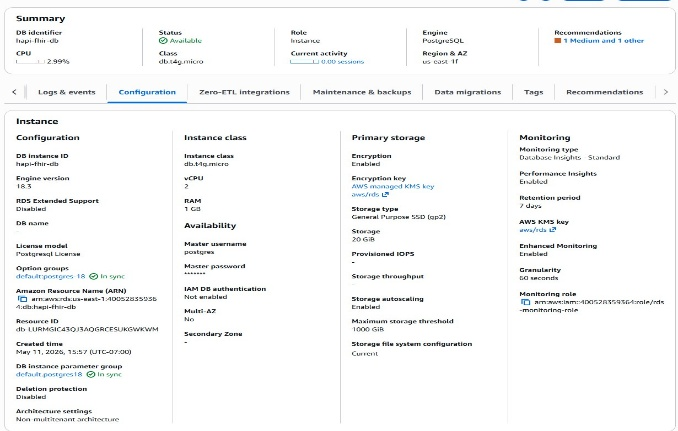 Summary
DB identifier
hapi-fhir-db
Status
Available
Role
Instance
Engine
PostgreSQL
Recommendations
1 Medium and 1 other
CPU
2.99%
Class
db.t4g.micro
Current activity
0.00 sessions
Region & AZ
us-east-1f
Logs & events
Configuration
Zero-ETL integrations
Maintenance & backups
Data migrations
Tags
Recommendations
Instance
Configuration
DB instance ID
hapi-fhir-db
Engine version
18.3
RDS Extended Support
Disabled
DB name
-
License model
Postgresql License
Option groups
default:postgres-18 In sync
Amazon Resource Name (ARN)
arn:aws:rds:us-east-1:40052835936
4:db:hapi-fhir-db
Resource ID
Created time
May 11, 2026, 15:57 (UTC-07:00)
DB instance parameter group
default.postgres18 In sync
Deletion protection
Disabled
Architecture settings
Non-multitenant architecture
Instance class
Instance class
db.t4g.micro
vCPU
2
RAM
1 GB
Availability
Master username
postgres
Master password
*******
IAM DB authentication
Not enabled
Multi-AZ
No
Secondary Zone
-
Primary storage
Encryption
Enabled
Encryption key
AWS managed KMS key
aws/rds
Storage type
General Purpose SSD (gp2)
Storage
20 GiB
Provisioned IOPS
-
Storage throughput
-
Storage autoscaling
Enabled
Maximum storage threshold
1000 GiB
Storage file system configuration
Current
Monitoring
Monitoring type
Database Insights - Standard
Performance Insights
Enabled
Retention period
7 days
AWS KMS key
aws/rds
Enhanced Monitoring
Enabled
Granularity
60 seconds
Monitoring role
arn:aws:iam::400528359364:role/rds
-monitoring-role